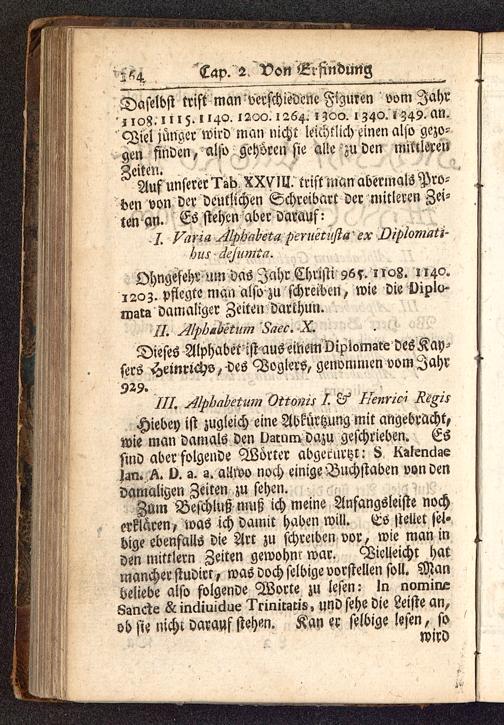 164 Cap. 2. Von Erfindung
Daselbst trift man verschiedene Figuren vom Jahr
1108. 1115. 1140. 1200. 1264. 1300. 1340. 1349. an.
Viel jünger wird man nicht leichtlich einen also gezo-
gen finden, also gehören sie alle zu den mittleren
Zeiten.
Auf unserer Tab. XXVIII. trift man abermals Pro-
ben von der deutlichen Schreibart der mitleren Zei-
ten an. Es stehen aber darauf:
I. Varia Alphabeta peruetusta ex Diplomati-
bus desumta.
Ohngefehr um das Jahr Christi 965. 1108. 1140.
1203. pflegte man also zu schreiben, wie die Diplo-
mata damaliger Zeiten darthun.
II. Alphabetum Saec. X.
Dieses Alphabet ist aus einem Diplomate des Kay-
sers Heinrichs, des Voglers, genommen vom Jahr
929.
III. Alphabetum Ottonis I. & Henrici Regis
Hiebey ist zugleich eine Abkürtzung mit angebracht,
wie man damals den Datum dazu geschrieben. Es
sind aber folgende Wörter abgekürtzt: S. Kalendae
Jan. A. D. a. a. allwo noch einige Buchstaben von den
damaligen Zeiten zu sehen.
Zum Beschluß muß ich meine Anfangsleiste noch
erklären, was ich damit haben will. Es stellet sel-
bige ebenfalls die Art zu schreiben vor, wie man in
den mittlern Zeiten gewohnt war. Vielleicht hat
mancher studirt, was doch selbige vorstellen soll. Man
beliebe also folgende Worte zu lesen: In nomine
Sancte & indiuidue Trinitatis, und sehe die Leiste an,
ob sie nicht darauf stehen. Kan er selbige lesen, so
wird